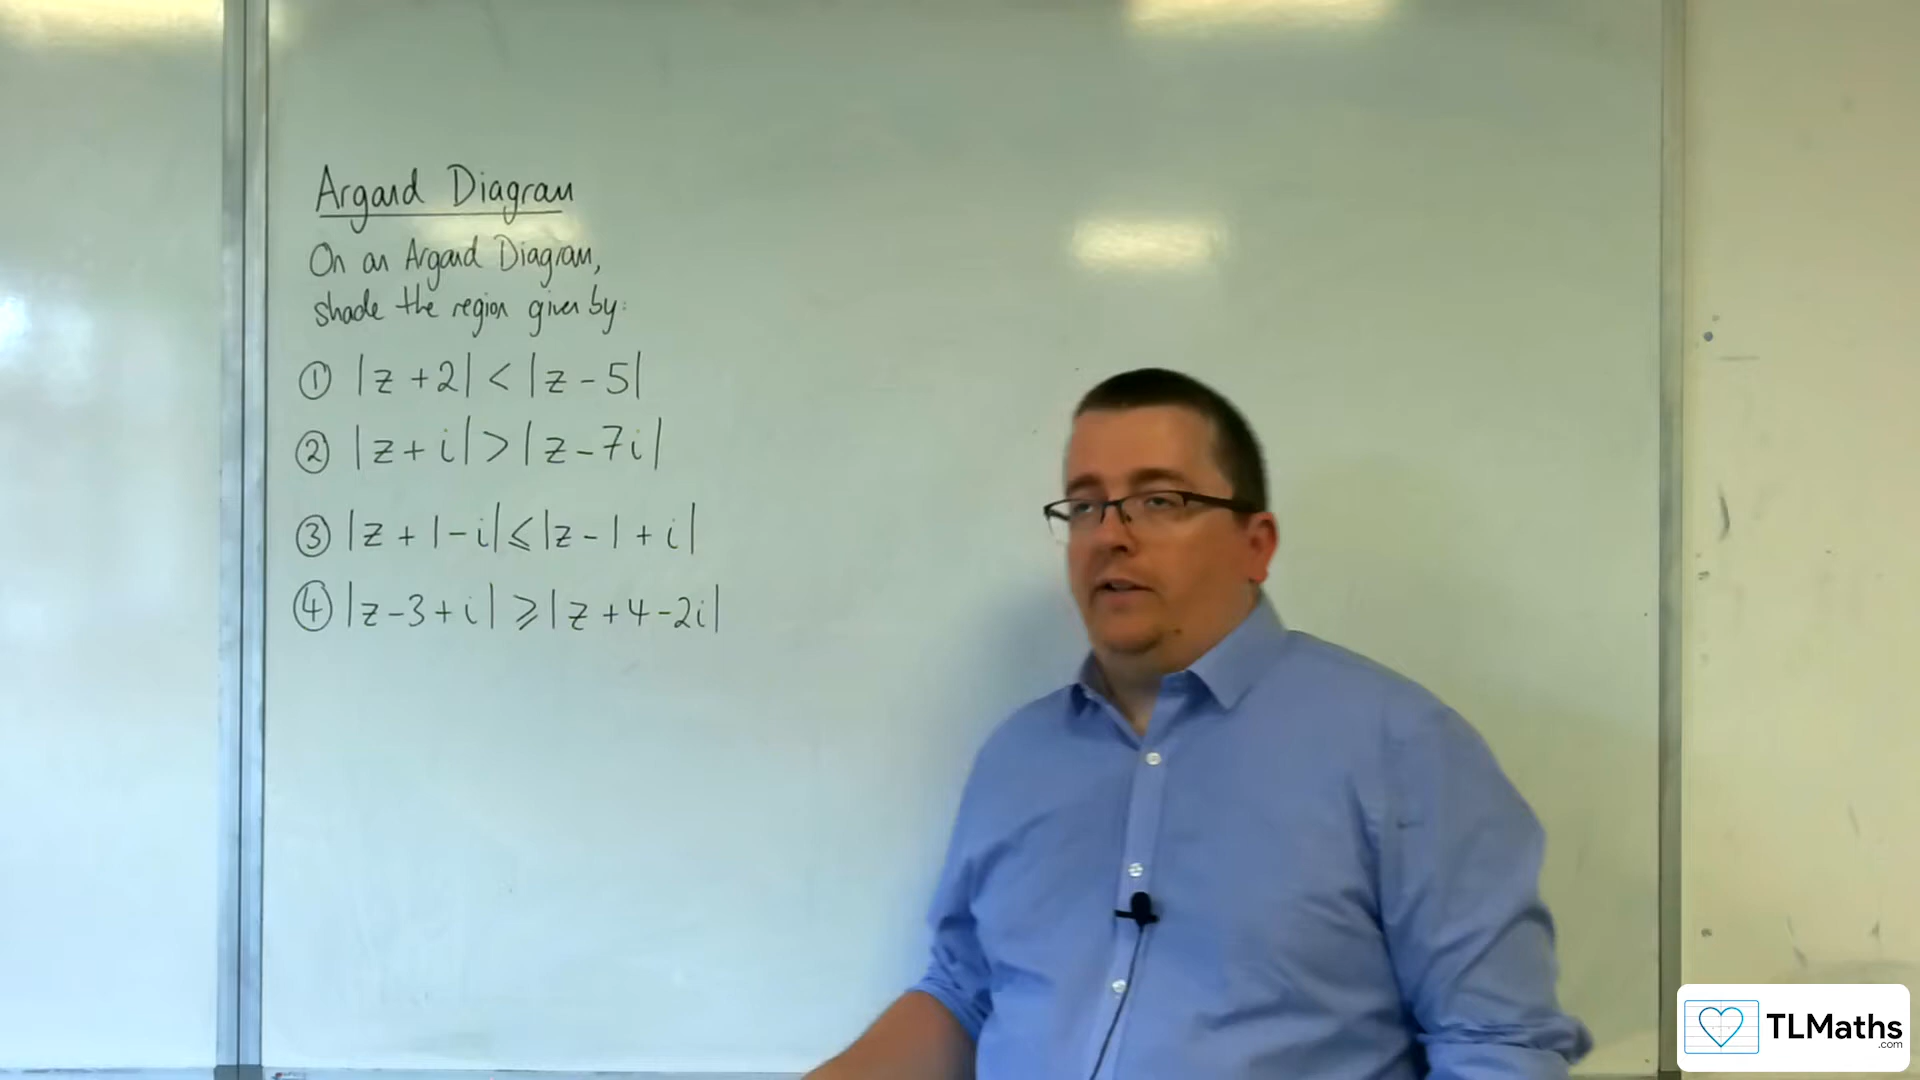 Argand Diagram
On an Argand Diagram,
shade the region given by:
① |z + 2| < |z - 5|
② |z + i| > |z - 7i|
③ |z + 1 - i| ⩽ |z - 1 + i|
④ |z - 3 + i| ⩾ |z + 4 - 2i|
TLMaths
.com